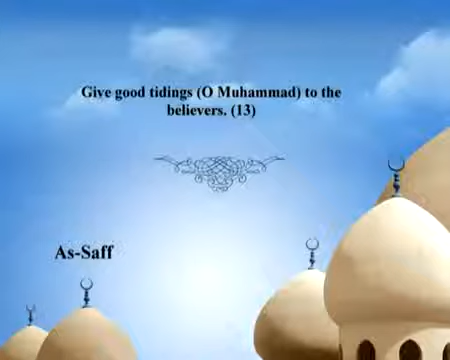 Give good tidings (O Muhammad) to the
believers. (13)
As-Saff